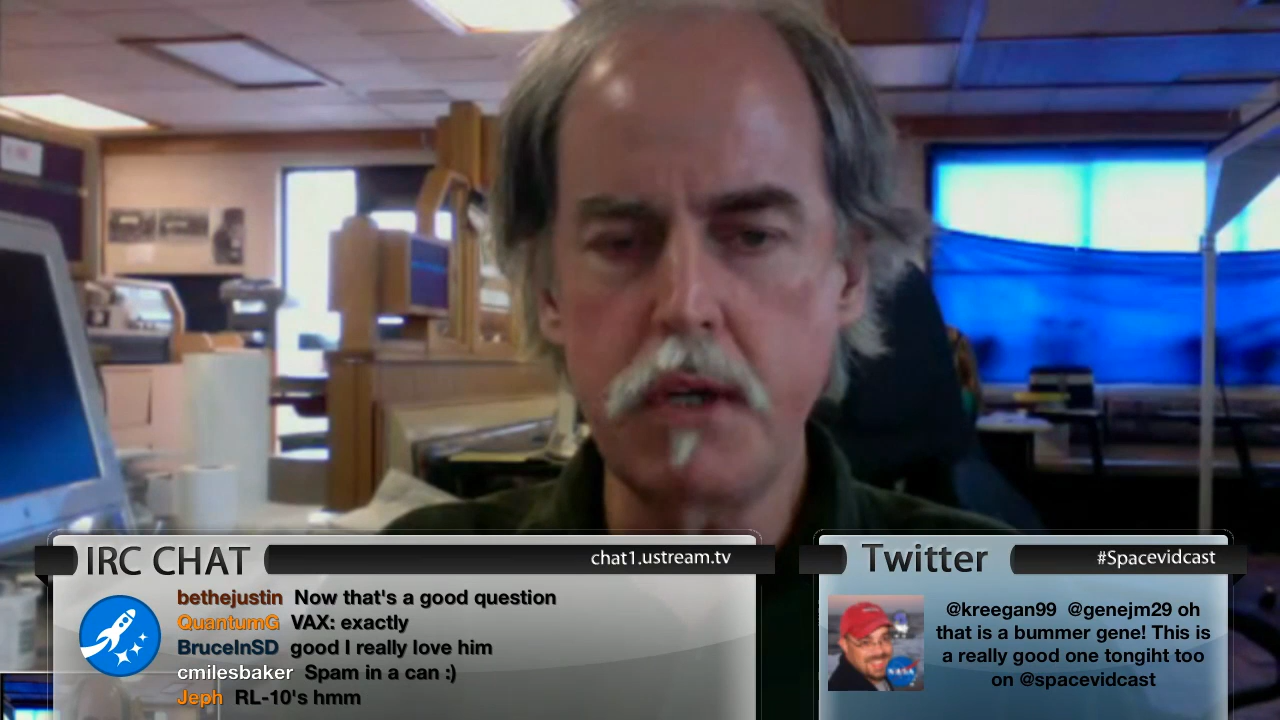 IRC CHAT
chat1.ustream.tv
bethejustin Now that's a good question
QuantumG VAX: exactly
BruceInSD good I really love him
cmilesbaker Spam in a can :)
Jeph RL-10's hmm
Twitter
#Spacevidcast
@kreegan99 @genejm29 oh
that is a bummer gene! This is
a really good one tongiht too
on @spacevidcast
NASA